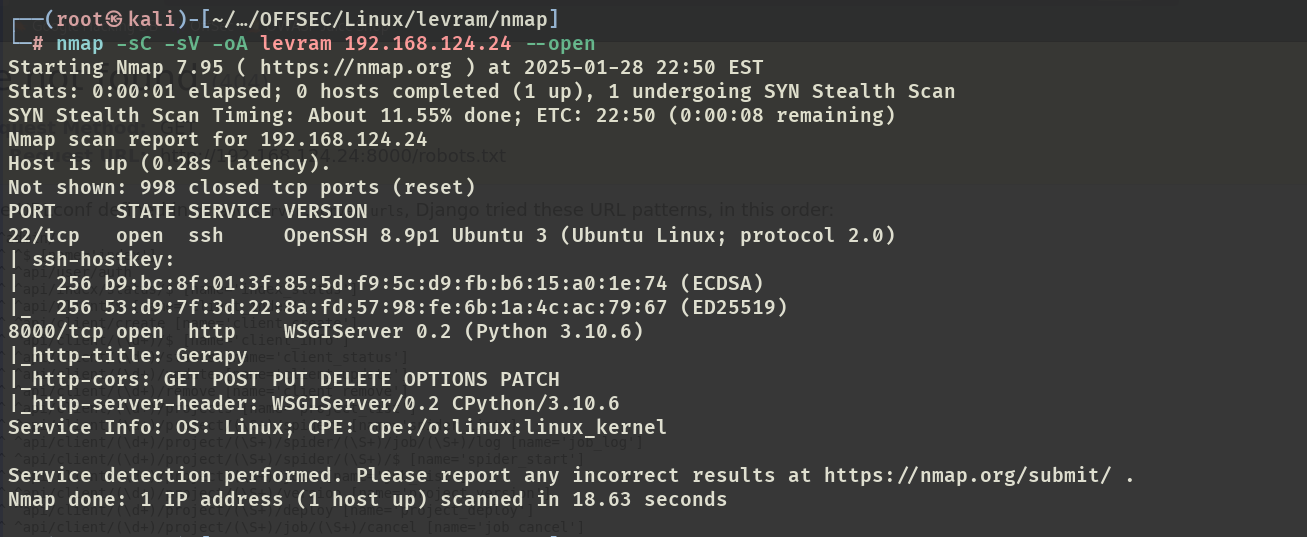 ┌──(root㉿kali)-[~/…/OFFSEC/Linux/levram/nmap]
└─# nmap -sC -sV -oA levram 192.168.124.24 --open
Starting Nmap 7.95 ( https://nmap.org ) at 2025-01-28 22:50 EST
Stats: 0:00:01 elapsed; 0 hosts completed (1 up), 1 undergoing SYN Stealth Scan
SYN Stealth Scan Timing: About 11.55% done; ETC: 22:50 (0:00:08 remaining)
Nmap scan report for 192.168.124.24
Host is up (0.28s latency).
Not shown: 998 closed tcp ports (reset)
PORT     STATE SERVICE VERSION
22/tcp   open  ssh     OpenSSH 8.9p1 Ubuntu 3 (Ubuntu Linux; protocol 2.0)
| ssh-hostkey:
|   256 b9:bc:8f:01:3f:85:5d:f9:5c:d9:fb:b6:15:a0:1e:74 (ECDSA)
|_  256 53:d9:7f:3d:22:8a:fd:57:98:fe:6b:1a:4c:ac:79:67 (ED25519)
8000/tcp open  http    WSGIServer 0.2 (Python 3.10.6)
|_http-title: Gerapy
|_http-cors: GET POST PUT DELETE OPTIONS PATCH
|_http-server-header: WSGIServer/0.2 CPython/3.10.6
Service Info: OS: Linux; CPE: cpe:/o:linux:linux_kernel
Service detection performed. Please report any incorrect results at https://nmap.org/submit/ .
Nmap done: 1 IP address (1 host up) scanned in 18.63 seconds